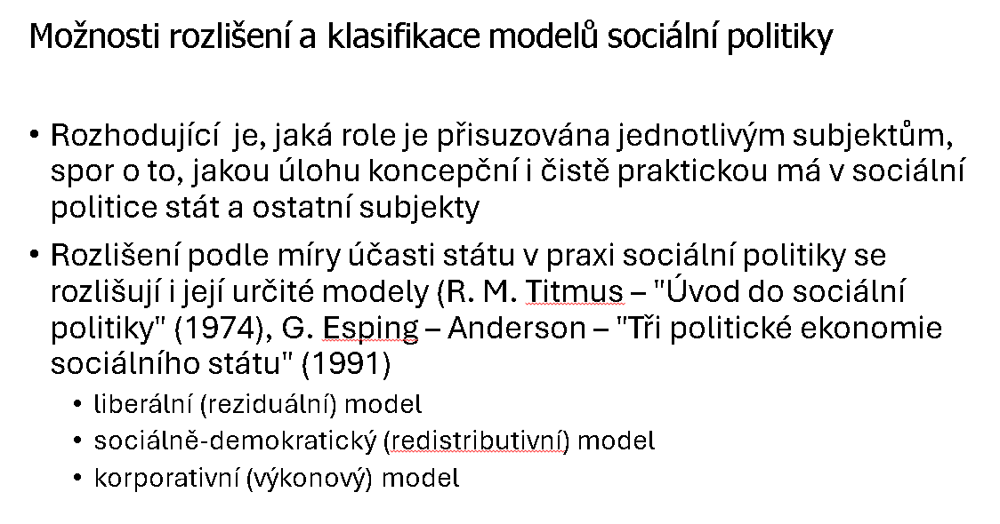 Možnosti rozlišení a klasifikace modelů sociální politiky
• Rozhodující  je, jaká role je přisuzována jednotlivým subjektům,
spor o to, jakou úlohu koncepční i čistě praktickou má v sociální
politice stát a ostatní subjekty
• Rozlišení podle míry účasti státu v praxi sociální politiky se
rozlišují i její určité modely (R. M. Titmus – "Úvod do sociální
politiky" (1974), G. Esping – Anderson – "Tři politické ekonomie
sociálního státu" (1991)
• liberální (reziduální) model
• sociálně-demokratický (redistributivní) model
• korporativní (výkonový) model